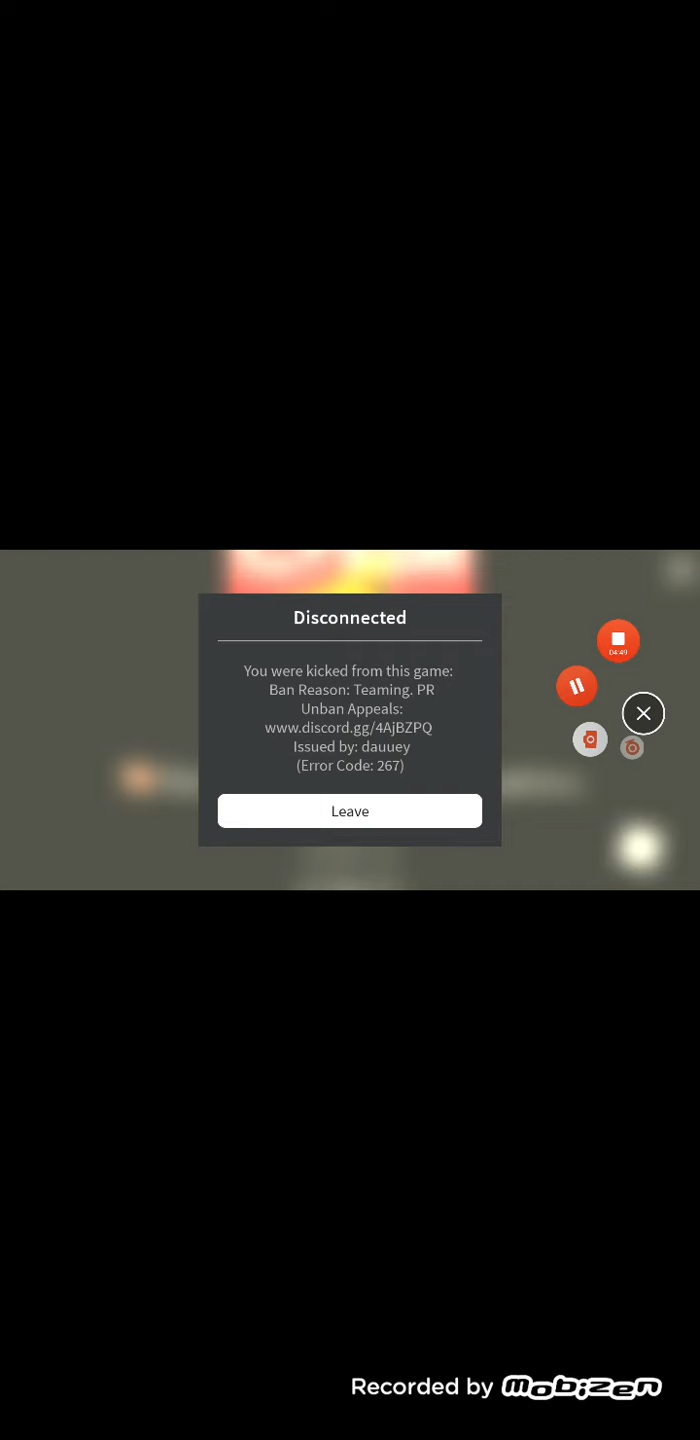 Disconnected
You were kicked from this game:
Ban Reason: Teaming. PR
Unban Appeals:
www.discord.gg/4AjBZPQ
Issued by: dauuey
(Error Code: 267)
Leave
04:49
Recorded by mobizen